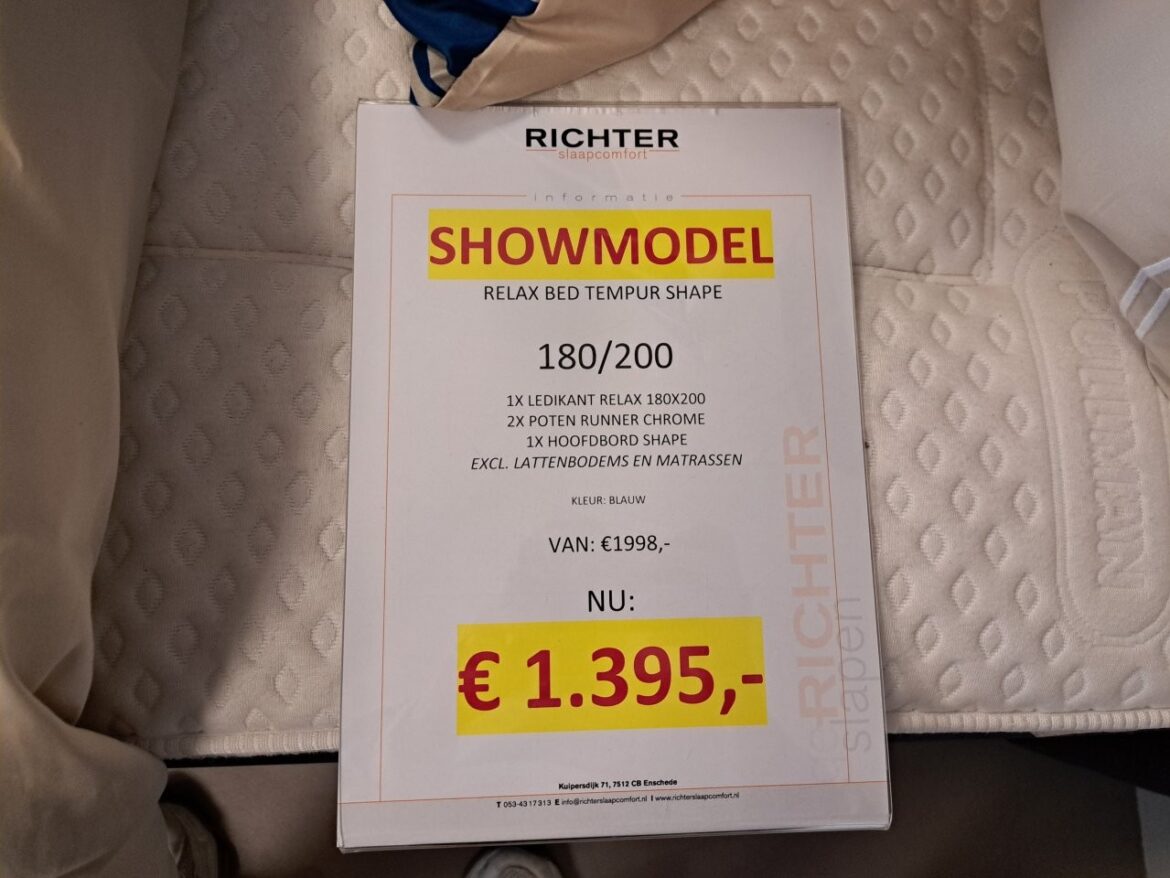 RICHTER
slaapcomfort
informatie
SHOWMODEL
RELAX BED TEMPUR SHAPE
180/200
1X LEDIKANT RELAX 180X200
2X POTEN RUNNER CHROME
1X HOOFDBORD SHAPE
EXCL. LATTENBODEMS EN MATRASSEN
KLEUR: BLAUW
VAN: €1998,-
NU:
€ 1.395,-
RICHTER
slapen
Kuipersdijk 71, 7512 CB Enschede
T 053-4317313 E info@richterslaapcomfort.nl I www.richterslaapcomfort.nl
PULLMAN